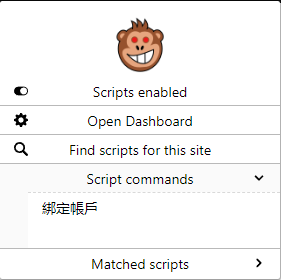 Scripts enabled
Open Dashboard
Find scripts for this site
Script commands
綁定帳戶
Matched scripts